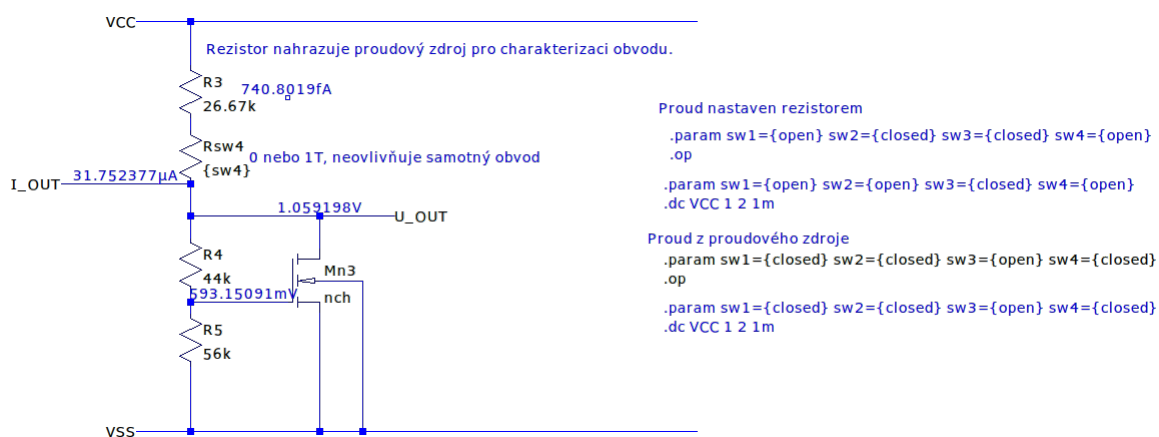 VCC
Rezistor nahrazuje proudový zdroj pro charakterizaci obvodu.
R3
740.8019fA
26.67k
Rsw4
0 nebo 1T, neovlivňuje samotný obvod
{sw4}
I_OUT
31.752377µA
1.059198V
U_OUT
R4
44k
Mn3
593.15091mV
nch
R5
56k
VSS
Proud nastaven rezistorem
.param sw1={open} sw2={closed} sw3={closed} sw4={open}
.op
.param sw1={open} sw2={open} sw3={closed} sw4={open}
.dc VCC 1 2 1m
Proud z proudového zdroje
.param sw1={closed} sw2={closed} sw3={open} sw4={closed}
.op
.param sw1={closed} sw2={closed} sw3={open} sw4={closed}
.dc VCC 1 2 1m